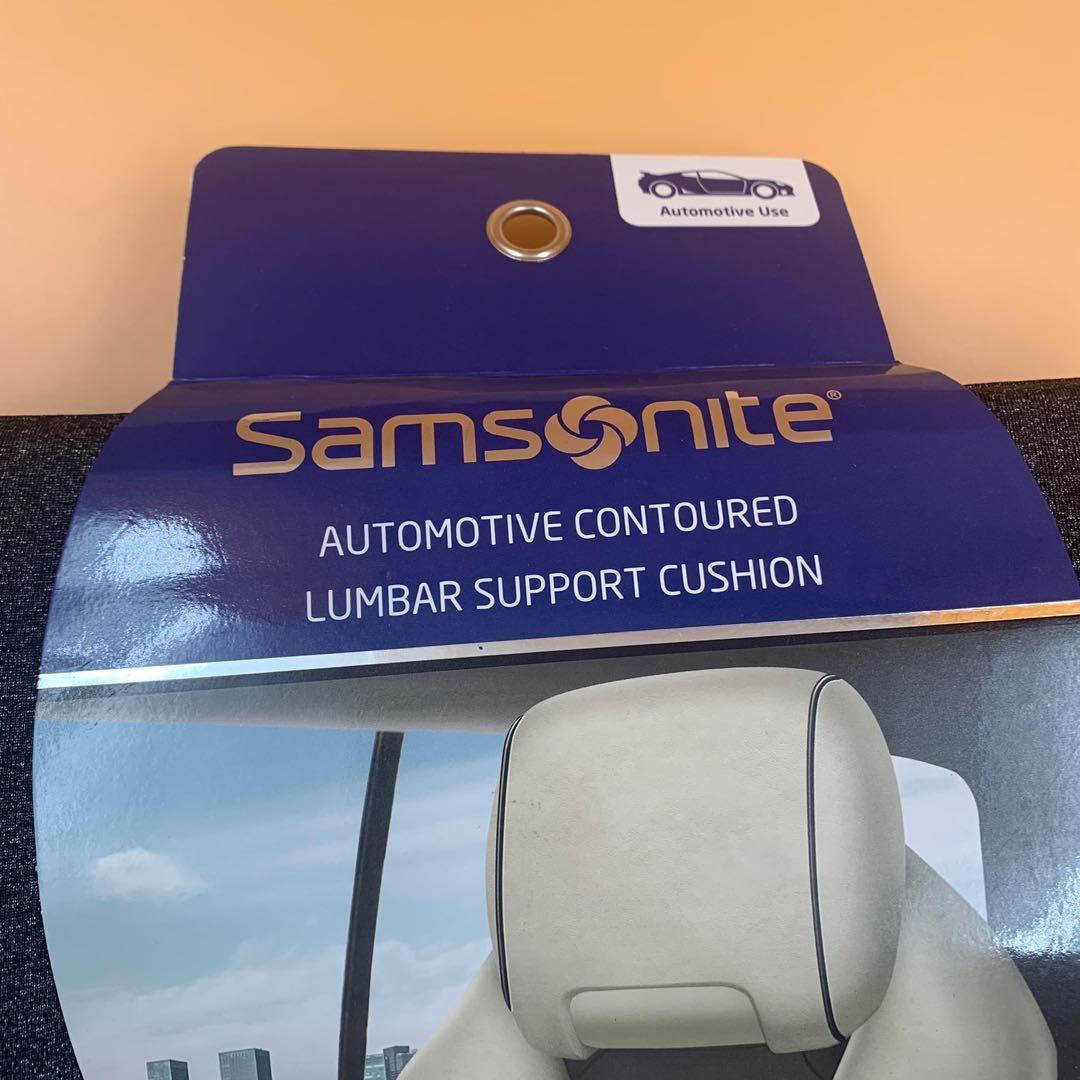 Automotive Use
Samsonite®
AUTOMOTIVE CONTOURED
LUMBAR SUPPORT CUSHION